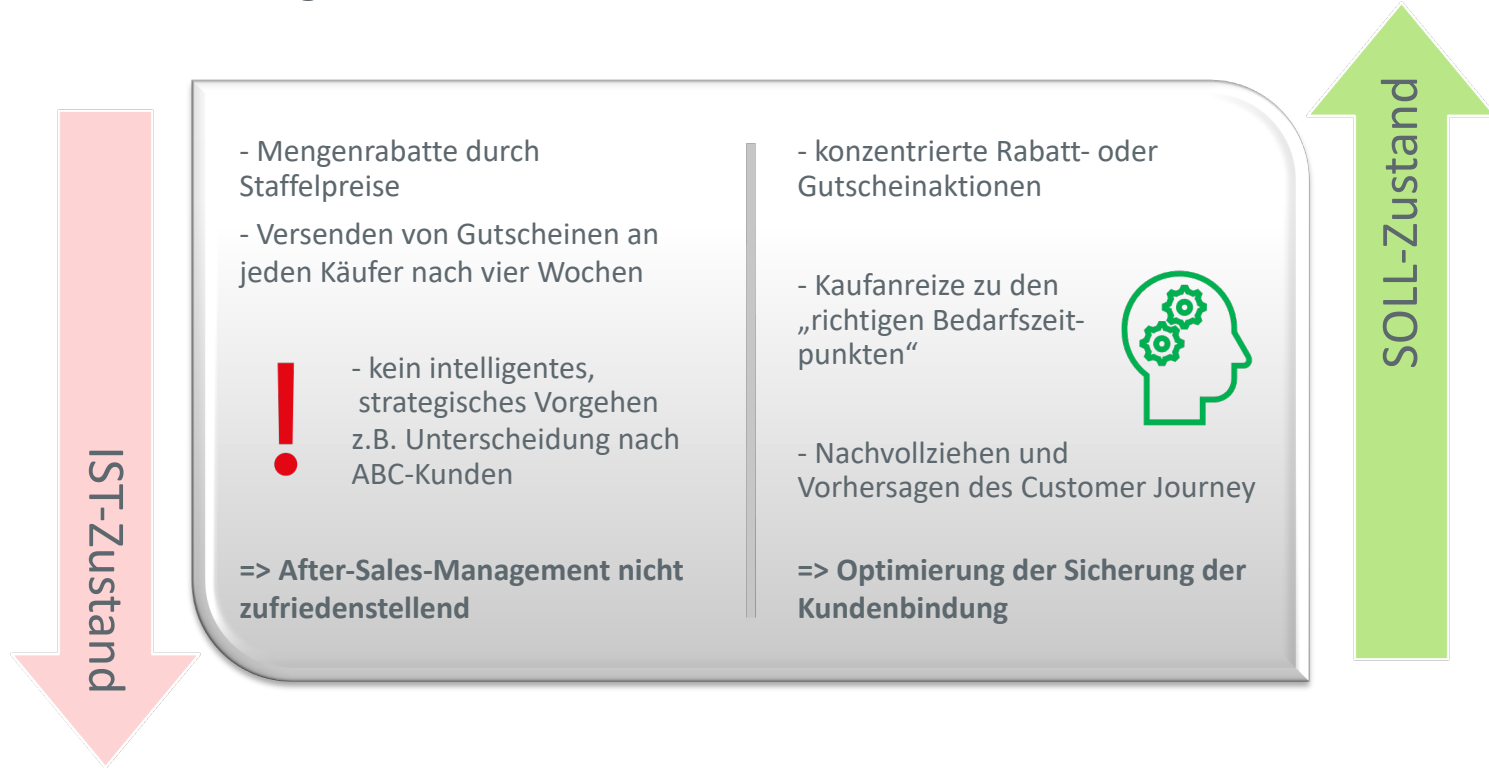 IST-Zustand
- Mengenrabatte durch
Staffelpreise
- Versenden von Gutscheinen an
jeden Käufer nach vier Wochen
!
- kein intelligentes,
strategisches Vorgehen
z.B. Unterscheidung nach
ABC-Kunden
=> After-Sales-Management nicht
zufriedenstellend
- konzentrierte Rabatt- oder
Gutscheinaktionen
- Kaufanreize zu den
„richtigen Bedarfszeit-
punkten“
- Nachvollziehen und
Vorhersagen des Customer Journey
=> Optimierung der Sicherung der
Kundenbindung
SOLL-Zustand